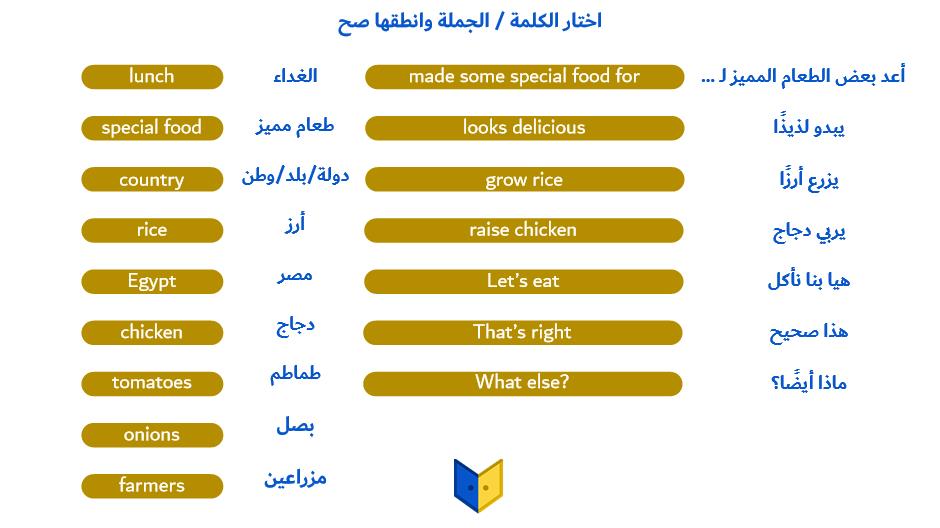 اختار الكلمة / الجملة وانطقها صح
lunch الغداء made some special food for أعد بعض الطعام المميز لـ ...
special food طعام مميز looks delicious يبدو لذيذًا
country دولة/بلد/وطن grow rice يزرع أرزًا
rice أرز raise chicken يربي دجاج
Egypt مصر Let's eat هيا بنا نأكل
chicken دجاج That's right هذا صحيح
tomatoes طماطم What else? ماذا أيضًا؟
onions بصل
farmers مزراعين